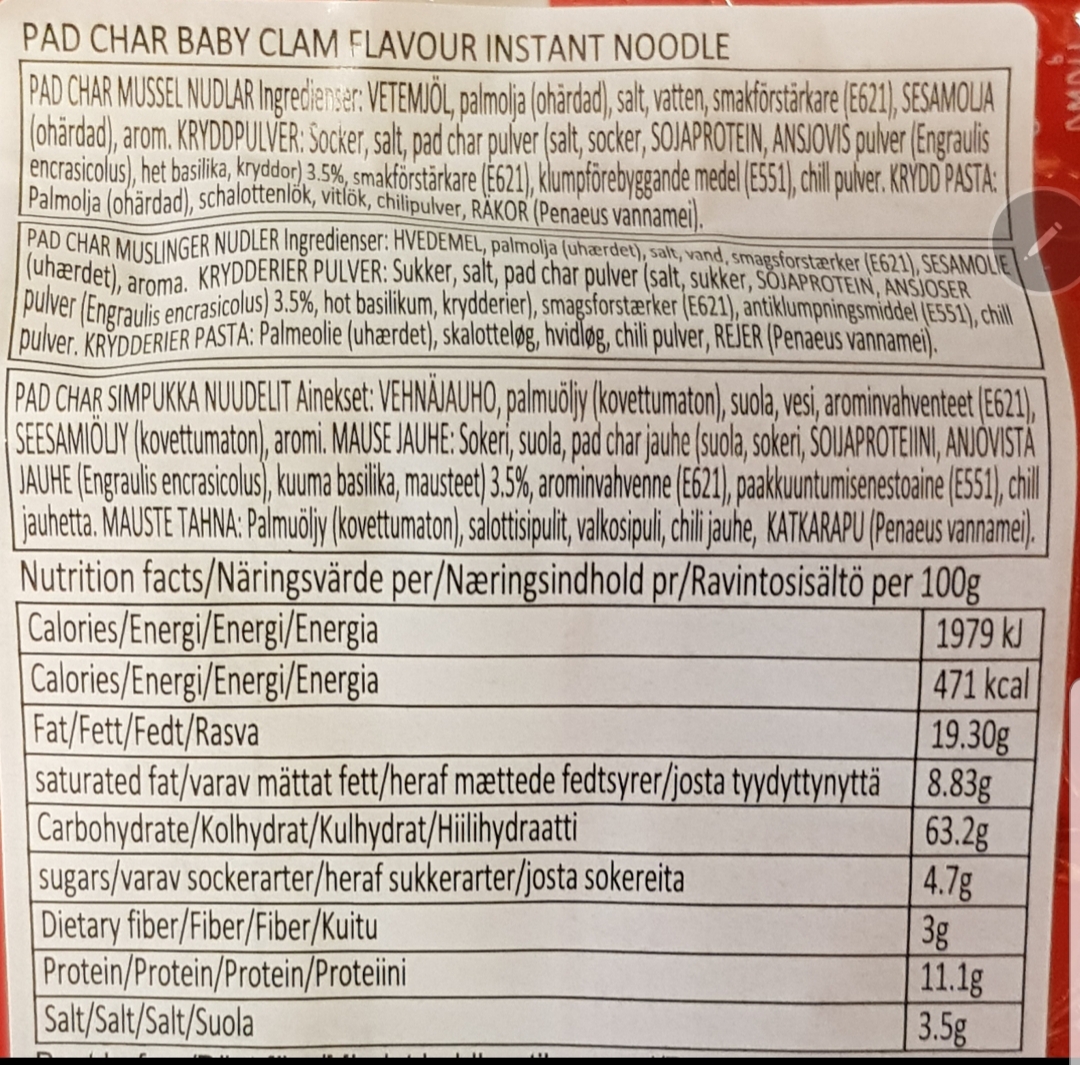 PAD CHAR BABY CLAM FLAVOUR INSTANT NOODLE
PAD CHAR MUSSEL NUDLAR Ingredienser: VETEMJÖL, palmolja (ohärdad), salt, vatten, smakförstärkare (E621), SESAMOLJA
(ohärdad), arom. KRYDDPULVER: Socker, salt, pad char pulver (salt, socker, SOJAPROTEIN, ANSJOVIS pulver (Engraulis
encrasicolus), het basilika, kryddor) 3.5%, smakförstärkare (E621), klumpförebyggande medel (E551), chill pulver. KRYDD PASTA:
Palmolja (ohärdad), schalottenlök, vitlök, chilipulver, RÄKOR (Penaeus vannamei).
PAD CHAR MUSLINGER NUDLER Ingredienser: HVEDEMEL, palmolja (uhærdet), salt, vand, smagsforstærker (E621), SESAMOLIE
(uhærdet), aroma. KRYDDERIER PULVER: Sukker, salt, pad char pulver (salt, sukker, SOJAPROTEIN, ANSJOSER
pulver (Engraulis encrasicolus) 3.5%, hot basilikum, krydderier), smagsforstærker (E621), antiklumpningsmiddel (E551), chill
pulver. KRYDDERIER PASTA: Palmeolie (uhærdet), skalotteløg, hvidløg, chili pulver, REJER (Penaeus vannamei).
PAD CHAR SIMPUKKA NUUDELIT Ainekset: VEHNÄJAUHO, palmuöljy (kovettumaton), suola, vesi, arominvahventeet (E621),
SEESAMIÖLJY (kovettumaton), aromi. MAUSE JAUHE: Sokeri, suola, pad char jauhe (suola, sokeri, SOIJAPROTEIINI, ANJOVISTA
JAUHE (Engraulis encrasicolus), kuuma basilika, mausteet) 3.5%, arominvahvenne (E621), paakkuuntumisenestoaine (E551), chill
jauhetta. MAUSTE TAHNA: Palmuöljy (kovettumaton), salottisipulit, valkosipuli, chili jauhe, KATKARAPU (Penaeus vannamei).
Nutrition facts/Näringsvärde per/Næringsindhold pr/Ravintosisältö per 100g
Calories/Energi/Energi/Energia 1979 kJ
Calories/Energi/Energi/Energia 471 kcal
Fat/Fett/Fedt/Rasva 19.30g
saturated fat/varav mättat fett/heraf mættede fedtsyrer/josta tyydyttynyttä 8.83g
Carbohydrate/Kolhydrat/Kulhydrat/Hiilihydraatti 63.2g
sugars/varav sockerarter/heraf sukkerarter/josta sokereita 4.7g
Dietary fiber/Fiber/Fiber/Kuitu 3g
Protein/Protein/Protein/Proteiini 11.1g
Salt/Salt/Salt/Suola 3.5g